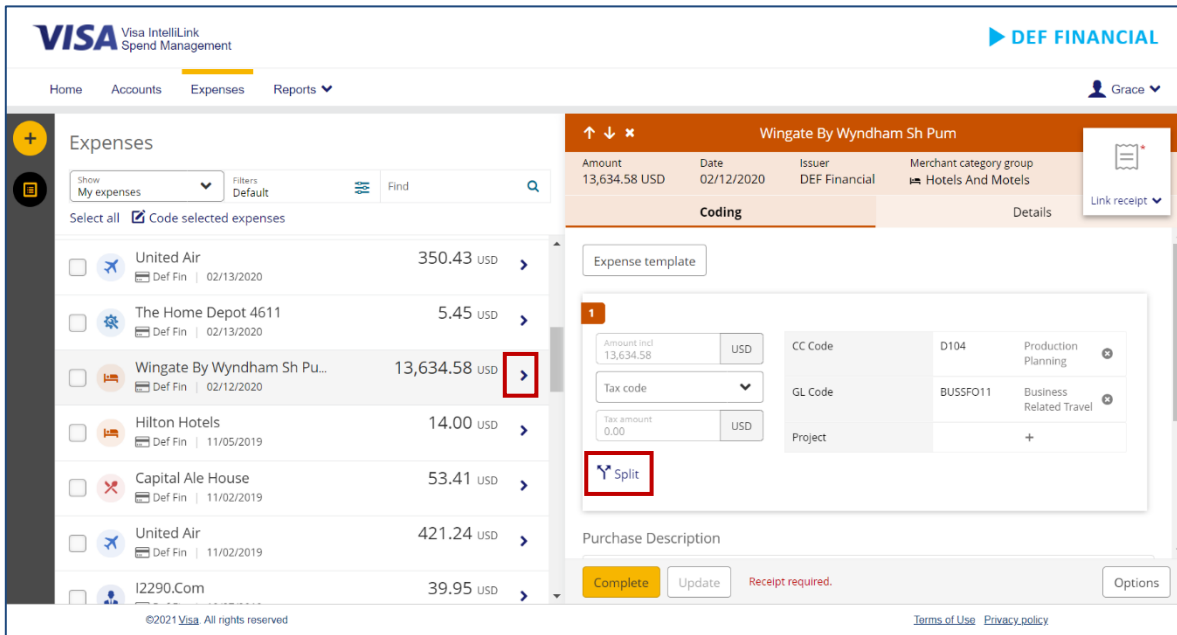 VISA Visa IntelliLink
Spend Management
DEF FINANCIAL
Home Accounts Expenses Reports Grace
Expenses
Show
My expenses
Filters
Default
Find
Select all Code selected expenses
United Air 350.43 USD
Def Fin | 02/13/2020
The Home Depot 4611 5.45 USD
Def Fin | 02/13/2020
Wingate By Wyndham Sh Pu... 13,634.58 USD
Def Fin | 02/12/2020
Hilton Hotels 14.00 USD
Def Fin | 11/05/2019
Capital Ale House 53.41 USD
Def Fin | 11/02/2019
United Air 421.24 USD
Def Fin | 11/02/2019
I2290.Com 39.95 USD
Wingate By Wyndham Sh Pum
Amount Date Issuer Merchant category group
13,634.58 USD 02/12/2020 DEF Financial Hotels And Motels
*
Link receipt
Coding Details
Expense template
1
Amount incl
13,634.58 USD
Tax code
Tax amount
0.00 USD
Split
CC Code D104 Production
Planning
GL Code BUSSFO11 Business
Related Travel
Project +
Purchase Description
Complete Update Receipt required. Options
©2021 Visa. All rights reserved Terms of Use Privacy policy